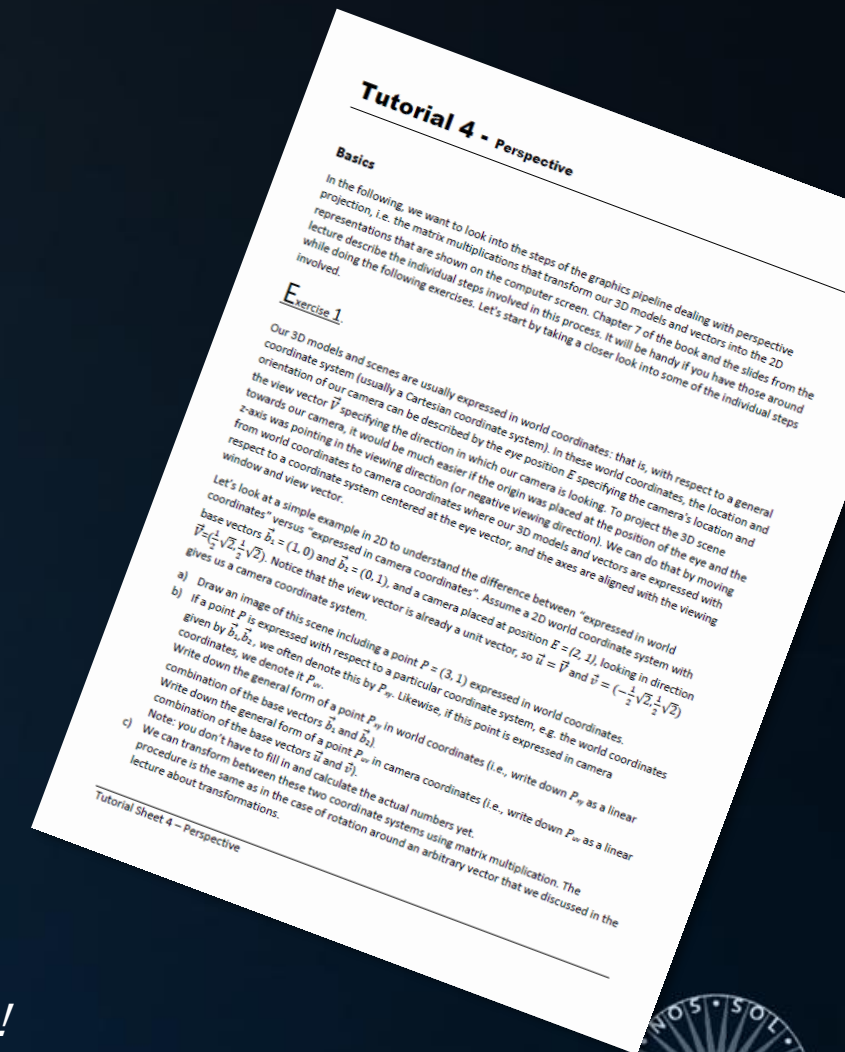 Tutorial 4 - Perspective
Basics
In the following, we want to look into the steps of the graphics pipeline dealing with perspective
projection, i.e. the matrix multiplications that transform our 3D models and vectors into the 2D
representations that are shown on the computer screen. Chapter 7 of the book and the slides from the
lecture describe the individual steps involved in this process. It will be handy if you have those around
while doing the following exercises. Let's start by taking a closer look into some of the individual steps
involved.
Exercise 1.
Our 3D models and scenes are usually expressed in world coordinates: that is, with respect to a general
coordinate system (usually a Cartesian coordinate system). In these world coordinates, the location and
orientation of our camera can be described by the eye position E specifying the camera's location and
the view vector V⃗ specifying the direction in which our camera is looking. To project the 3D scene
towards our camera, it would be much easier if the origin was placed at the position of the eye and the
z-axis was pointing in the viewing direction (or negative viewing direction). We can do that by moving
from world coordinates to camera coordinates where our 3D models and vectors are expressed with
respect to a coordinate system centered at the eye vector, and the axes are aligned with the viewing
window and view vector.
Let's look at a simple example in 2D to understand the difference between "expressed in world
coordinates" versus "expressed in camera coordinates". Assume a 2D world coordinate system with
base vectors b⃗₁ = (1, 0) and b⃗₂ = (0, 1), and a camera placed at position E = (2, 1), looking in direction
V⃗=(½√2,½√2). Notice that the view vector is already a unit vector, so u⃗ = V⃗ and v⃗ = (−½√2,½√2)
gives us a camera coordinate system.
a) Draw an image of this scene including a point P = (3, 1) expressed in world coordinates.
b) If a point P is expressed with respect to a particular coordinate system, e.g. the world coordinates
given by b⃗₁,b⃗₂, we often denote this by Pxy. Likewise, if this point is expressed in camera
coordinates, we denote it Puv.
Write down the general form of a point Pxy in world coordinates (i.e., write down Pxy as a linear
combination of the base vectors b⃗₁ and b⃗₂).
Write down the general form of a point Puv in camera coordinates (i.e., write down Puv as a linear
combination of the base vectors u⃗ and v⃗).
Note: you don't have to fill in and calculate the actual numbers yet.
c) We can transform between these two coordinate systems using matrix multiplication. The
procedure is the same as in the case of rotation around an arbitrary vector that we discussed in the
lecture about transformations.
Tutorial Sheet 4 – Perspective
!
NOS • SOL